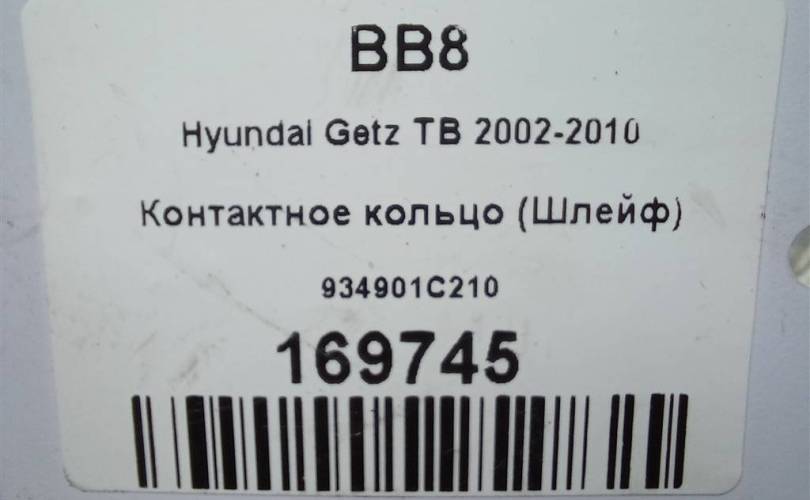 BB8
Hyundai Getz TB 2002-2010
Контактное кольцо (Шлейф)
934901C210
169745